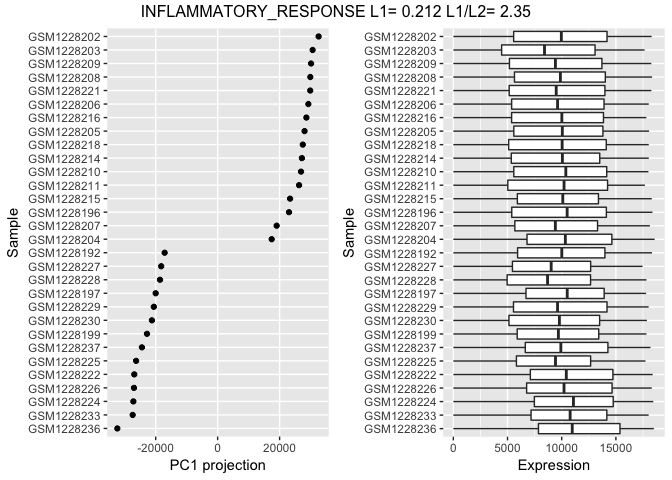 INFLAMMATORY_RESPONSE L1= 0.212 L1/L2= 2.35
Sample
GSM1228202
GSM1228203
GSM1228209
GSM1228208
GSM1228221
GSM1228206
GSM1228216
GSM1228205
GSM1228218
GSM1228214
GSM1228210
GSM1228211
GSM1228215
GSM1228196
GSM1228207
GSM1228204
GSM1228192
GSM1228227
GSM1228228
GSM1228197
GSM1228229
GSM1228230
GSM1228199
GSM1228237
GSM1228225
GSM1228222
GSM1228226
GSM1228224
GSM1228233
GSM1228236
-20000 0 20000
PC1 projection
Sample
GSM1228202
GSM1228203
GSM1228209
GSM1228208
GSM1228221
GSM1228206
GSM1228216
GSM1228205
GSM1228218
GSM1228214
GSM1228210
GSM1228211
GSM1228215
GSM1228196
GSM1228207
GSM1228204
GSM1228192
GSM1228227
GSM1228228
GSM1228197
GSM1228229
GSM1228230
GSM1228199
GSM1228237
GSM1228225
GSM1228222
GSM1228226
GSM1228224
GSM1228233
GSM1228236
0 5000 10000 15000
Expression